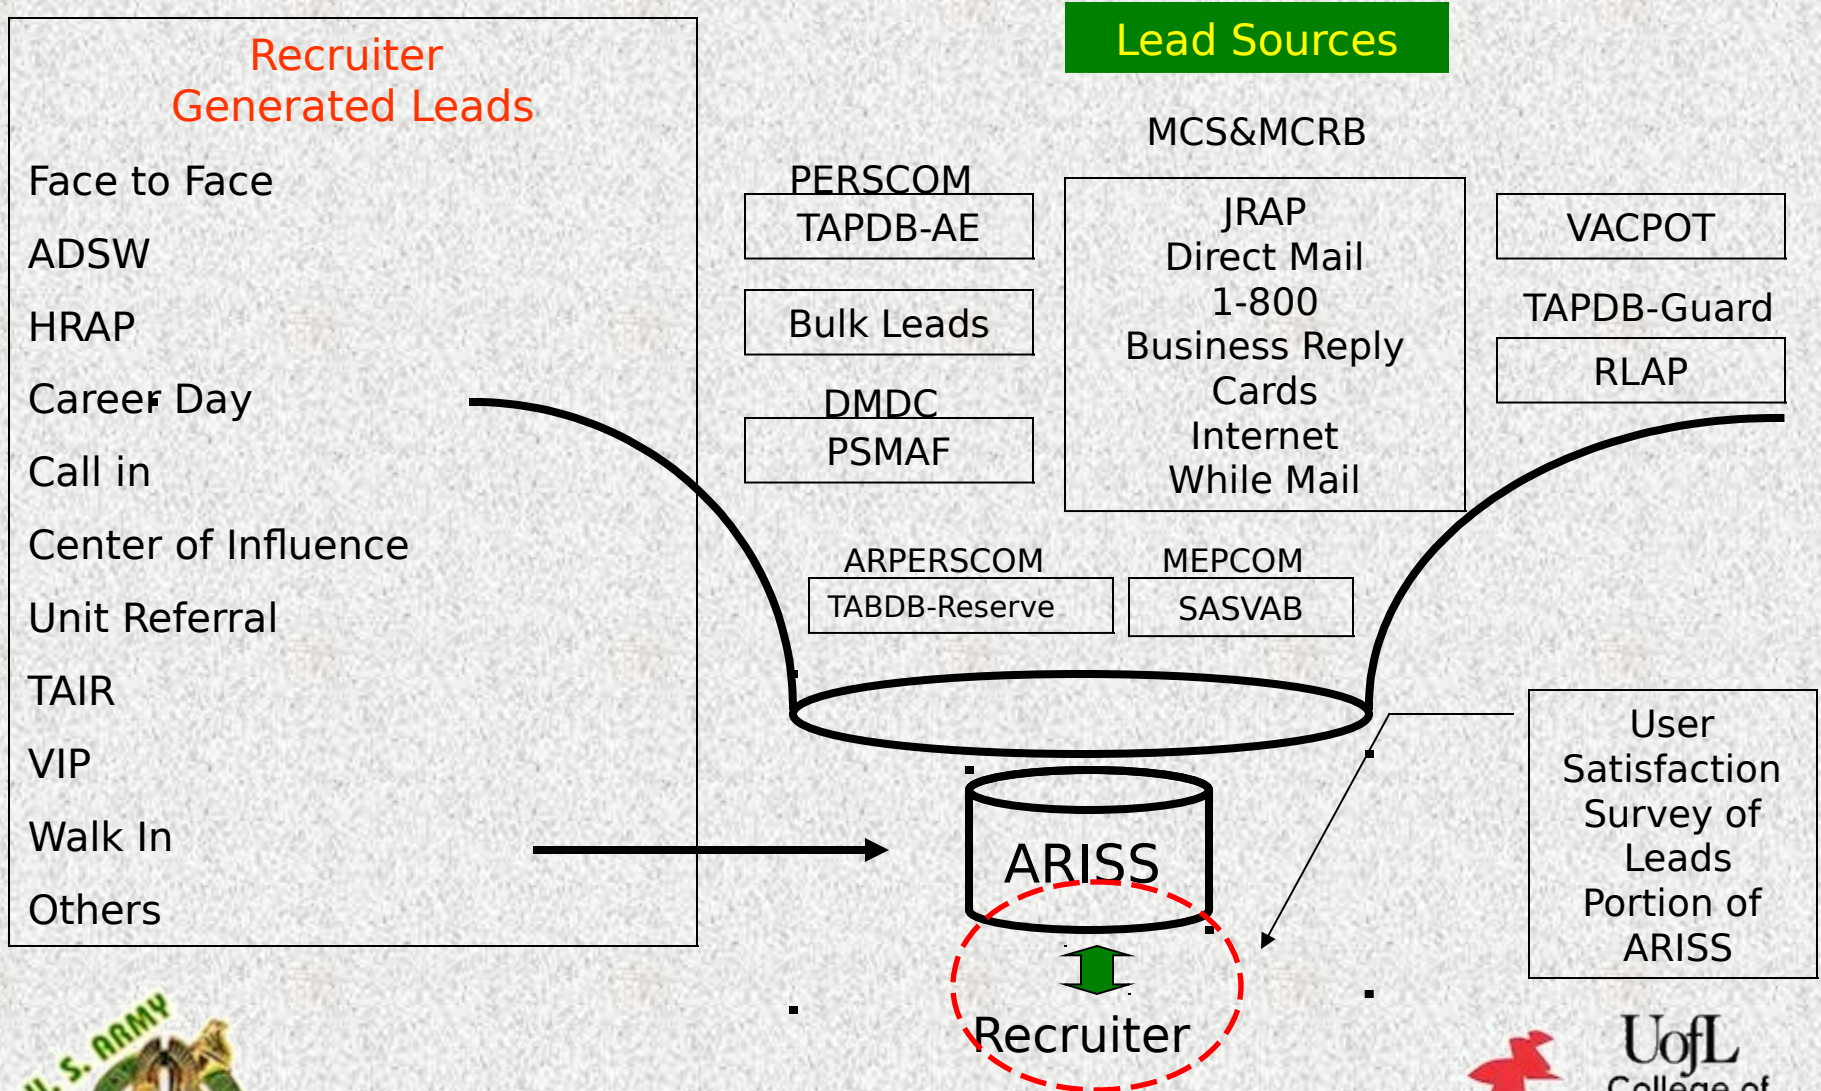 Recruiter
Generated Leads
Face to Face
ADSW
HRAP
Career Day
Call in
Center of Influence
Unit Referral
TAIR
VIP
Walk In
Others
Lead Sources
PERSCOM
TAPDB-AE
Bulk Leads
DMDC
PSMAF
MCS&MCRB
JRAP
Direct Mail
1-800
Business Reply
Cards
Internet
While Mail
VACPOT
TAPDB-Guard
RLAP
ARPERSCOM
TABDB-Reserve
MEPCOM
SASVAB
ARISS
Recruiter
User
Satisfaction
Survey of
Leads
Portion of
ARISS
U. S. ARMY
UofL
College of